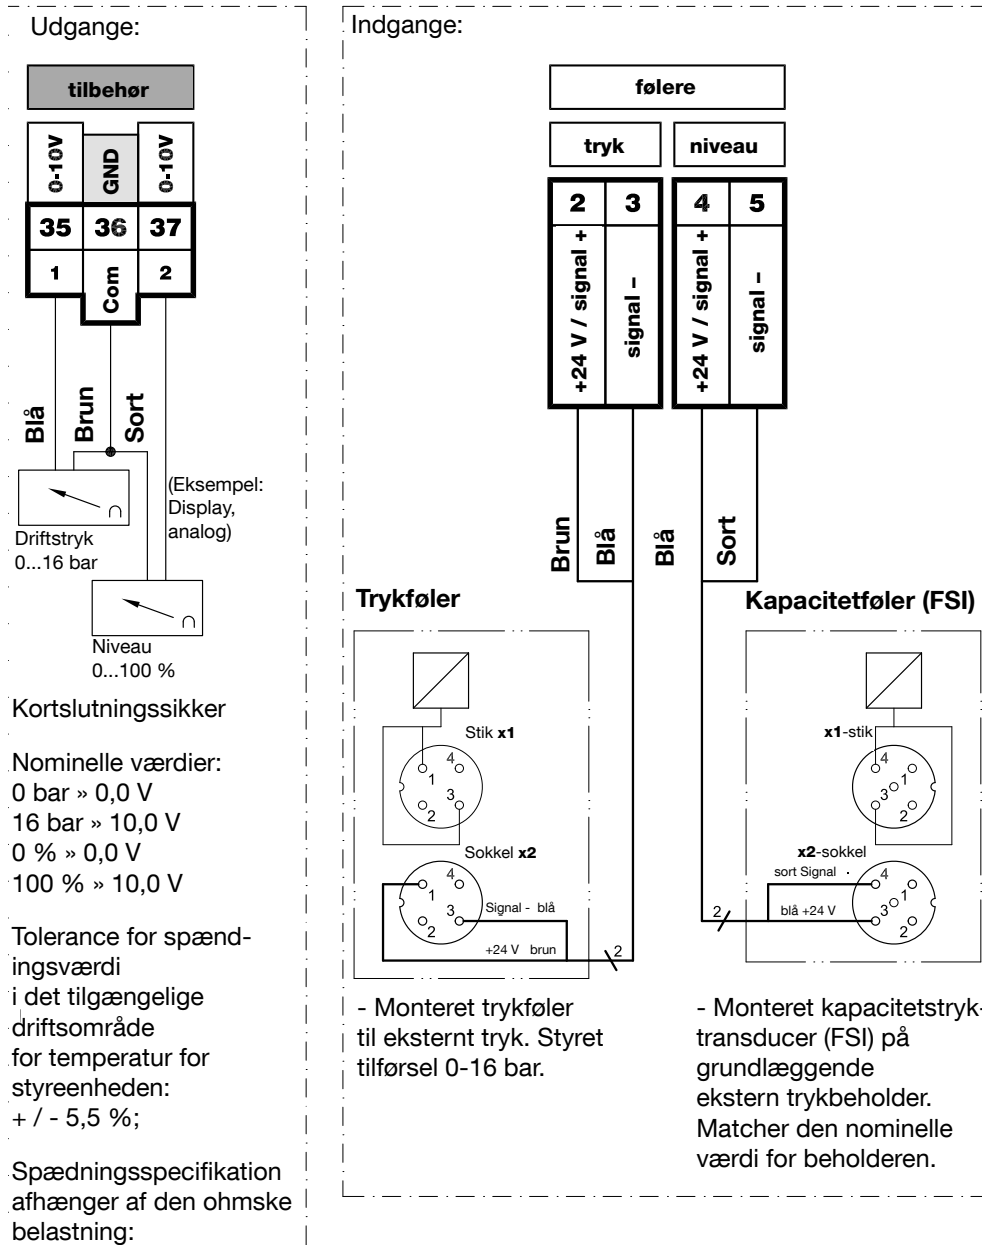 Udgange:
tilbehør
0-10V
GND
0-10V
35
36
37
1
Com
2
Blå
Brun
Sort
(Eksempel:
Display,
analog)
Driftstryk
0...16 bar
Niveau
0...100 %
Kortslutningssikker
Nominelle værdier:
0 bar » 0,0 V
16 bar » 10,0 V
0 % » 0,0 V
100 % » 10,0 V
Tolerance for spænd-
ingsværdi
i det tilgængelige
driftsområde
for temperatur for
styreenheden:
+ / - 5,5 %;
Spædningsspecifikation
afhænger af den ohmske
belastning:
Indgange:
følere
tryk
niveau
2
3
4
5
+24 V / signal +
signal –
+24 V / signal +
signal –
Brun
Blå
Blå
Sort
Trykføler
Stik x1
4
1
3
2
Sokkel x2
4
1
3
2
Signal - blå
+24 V brun
2
- Monteret trykføler
til eksternt tryk. Styret
tilførsel 0-16 bar.
Kapacitetføler (FSI)
x1-stik
4
1
3
2
x2-sokkel
sort Signal
4
1
3
2
blå +24 V
2
- Monteret kapacitetstryk-
transducer (FSI) på
grundlæggende
ekstern trykbeholder.
Matcher den nominelle
værdi for beholderen.